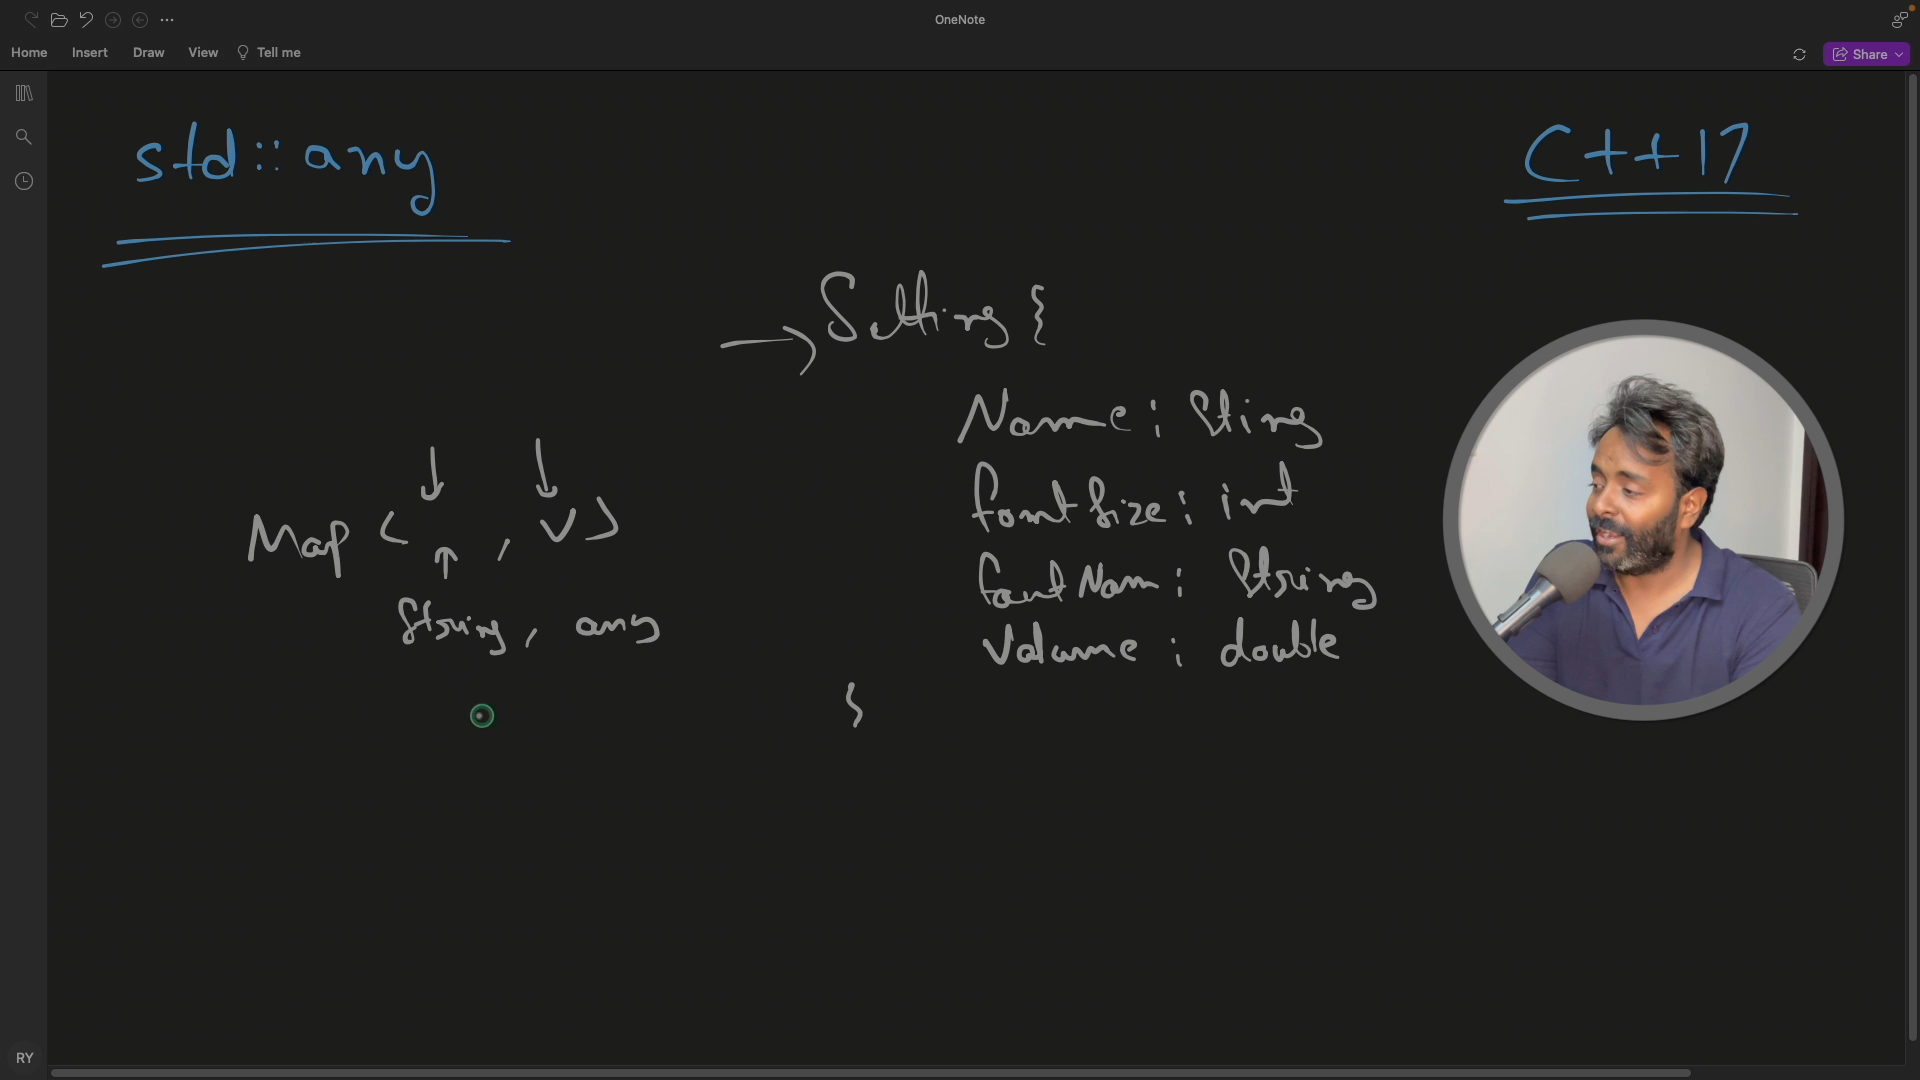 OneNote
Home Insert Draw View Tell me
Share
std::any
C++17
Setting {
Name : Sting
font Size : int
Map < , V >
font Nam : String
String, any
Volume : double
}
RY